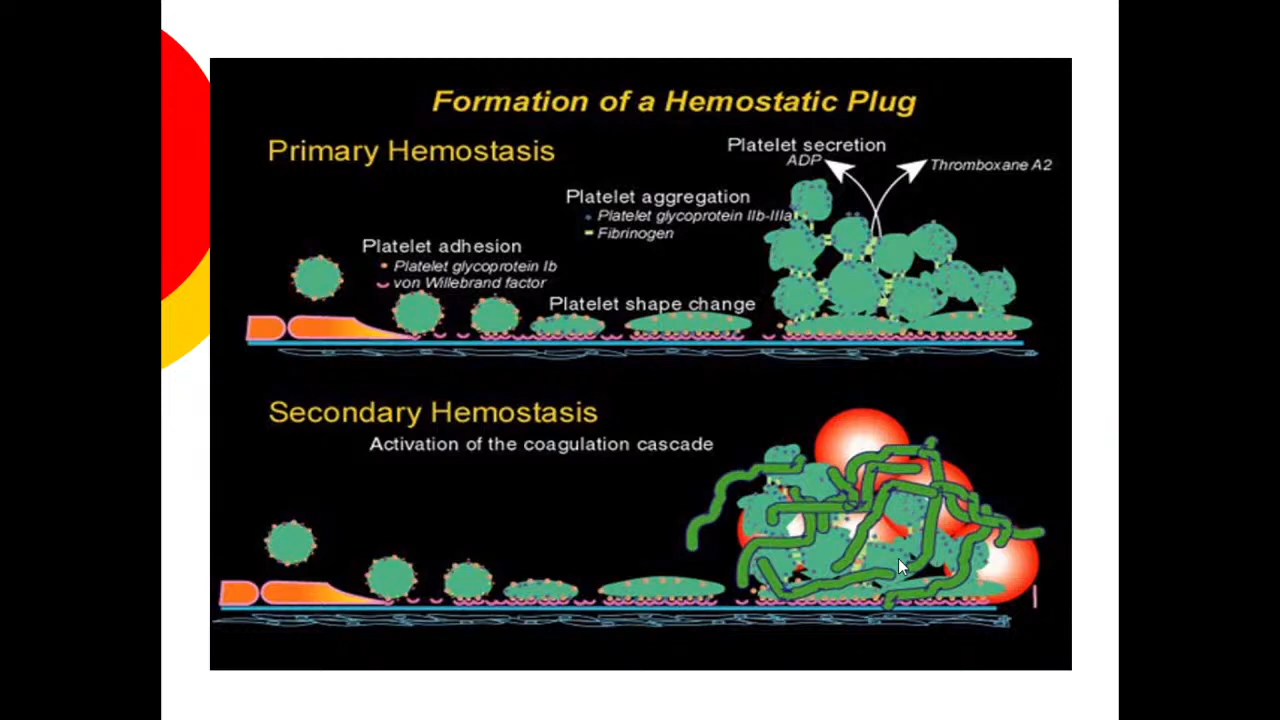 Formation of a Hemostatic Plug
Primary Hemostasis
Platelet secretion
ADP
Thromboxane A2
Platelet aggregation
Platelet glycoprotein IIb-IIIa
Fibrinogen
Platelet adhesion
Platelet glycoprotein Ib
von Willebrand factor
Platelet shape change
Secondary Hemostasis
Activation of the coagulation cascade